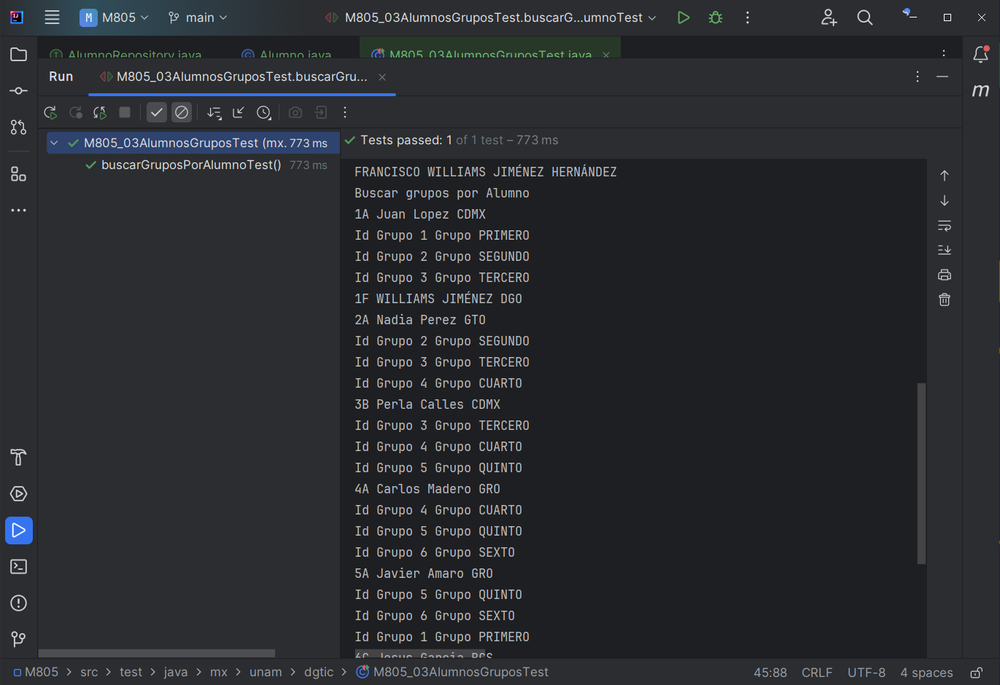 M M805 main M805_03AlumnosGruposTest.buscarG...umnoTest
AlumnoRepository.java Alumno.java M805_03AlumnosGruposTest.java
Run M805_03AlumnosGruposTest.buscarGru...
M805_03AlumnosGruposTest (mx. 773 ms
buscarGruposPorAlumnoTest() 773 ms
Tests passed: 1 of 1 test – 773 ms
FRANCISCO WILLIAMS JIMÉNEZ HERNÁNDEZ
Buscar grupos por Alumno
1A Juan Lopez CDMX
Id Grupo 1 Grupo PRIMERO
Id Grupo 2 Grupo SEGUNDO
Id Grupo 3 Grupo TERCERO
1F WILLIAMS JIMÉNEZ DGO
2A Nadia Perez GTO
Id Grupo 2 Grupo SEGUNDO
Id Grupo 3 Grupo TERCERO
Id Grupo 4 Grupo CUARTO
3B Perla Calles CDMX
Id Grupo 3 Grupo TERCERO
Id Grupo 4 Grupo CUARTO
Id Grupo 5 Grupo QUINTO
4A Carlos Madero GRO
Id Grupo 4 Grupo CUARTO
Id Grupo 5 Grupo QUINTO
Id Grupo 6 Grupo SEXTO
5A Javier Amaro GRO
Id Grupo 5 Grupo QUINTO
Id Grupo 6 Grupo SEXTO
Id Grupo 1 Grupo PRIMERO
6C Jesus Garcia BCS
M805 > src > test > java > mx > unam > dgtic > M805_03AlumnosGruposTest 45:88 CRLF UTF-8 4 spaces